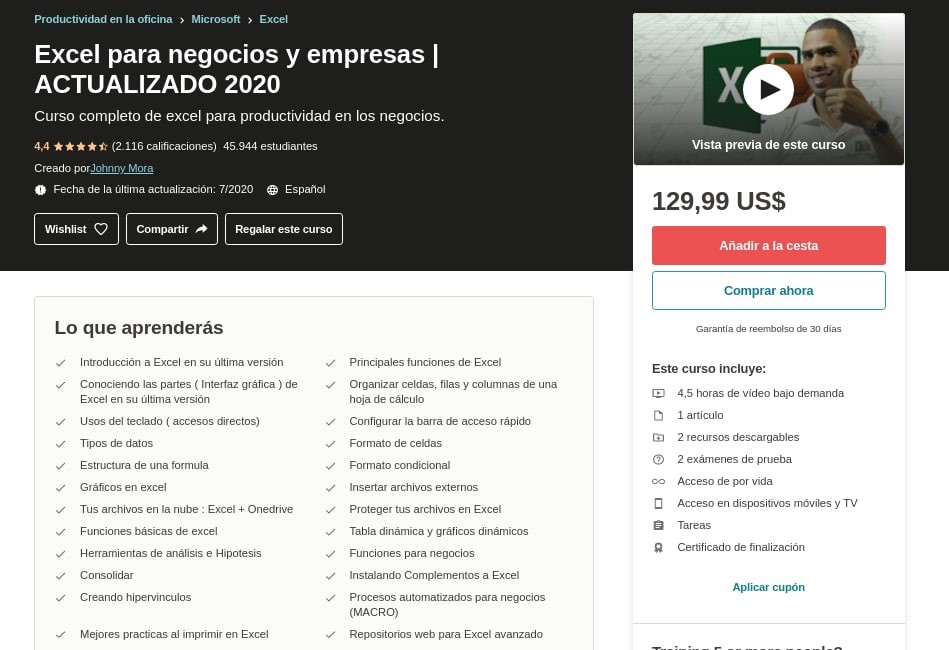 Productividad en la oficina > Microsoft > Excel
Excel para negocios y empresas |
ACTUALIZADO 2020
Curso completo de excel para productividad en los negocios.
4,4 (2.116 calificaciones) 45.944 estudiantes
Creado por Johnny Mora
Fecha de la última actualización: 7/2020 Español
Wishlist Compartir Regalar este curso
X
Vista previa de este curso
129,99 US$
Añadir a la cesta
Comprar ahora
Garantía de reembolso de 30 días
Este curso incluye:
4,5 horas de vídeo bajo demanda
1 artículo
2 recursos descargables
2 exámenes de prueba
Acceso de por vida
Acceso en dispositivos móviles y TV
Tareas
Certificado de finalización
Aplicar cupón
Training 5 or more people?
Lo que aprenderás
Introducción a Excel en su última versión
Conociendo las partes ( Interfaz gráfica ) de
Excel en su última versión
Usos del teclado ( accesos directos)
Tipos de datos
Estructura de una formula
Gráficos en excel
Tus archivos en la nube : Excel + Onedrive
Funciones básicas de excel
Herramientas de análisis e Hipotesis
Consolidar
Creando hipervinculos
Mejores practicas al imprimir en Excel
Principales funciones de Excel
Organizar celdas, filas y columnas de una
hoja de cálculo
Configurar la barra de acceso rápido
Formato de celdas
Formato condicional
Insertar archivos externos
Proteger tus archivos en Excel
Tabla dinámica y gráficos dinámicos
Funciones para negocios
Instalando Complementos a Excel
Procesos automatizados para negocios
(MACRO)
Repositorios web para Excel avanzado